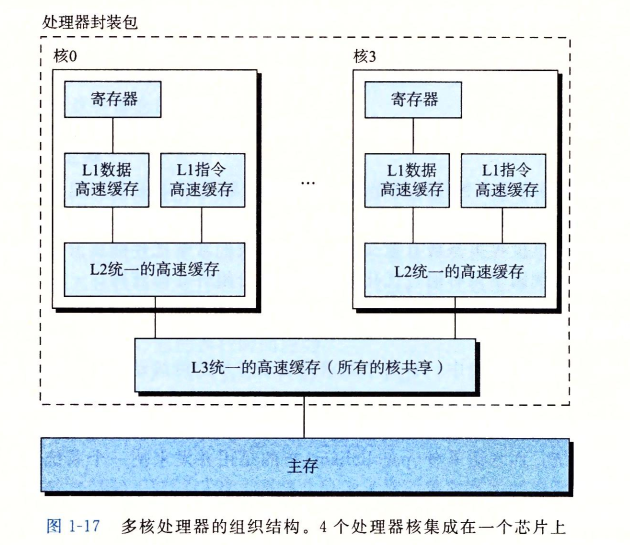 处理器封装包
核0
核3
寄存器
寄存器
L1数据
高速缓存
L1指令
高速缓存
...
L1数据
高速缓存
L1指令
高速缓存
L2统一的高速缓存
L2统一的高速缓存
L3统一的高速缓存（所有的核共享）
主存
图 1-17 多核处理器的组织结构。4 个处理器核集成在一个芯片上